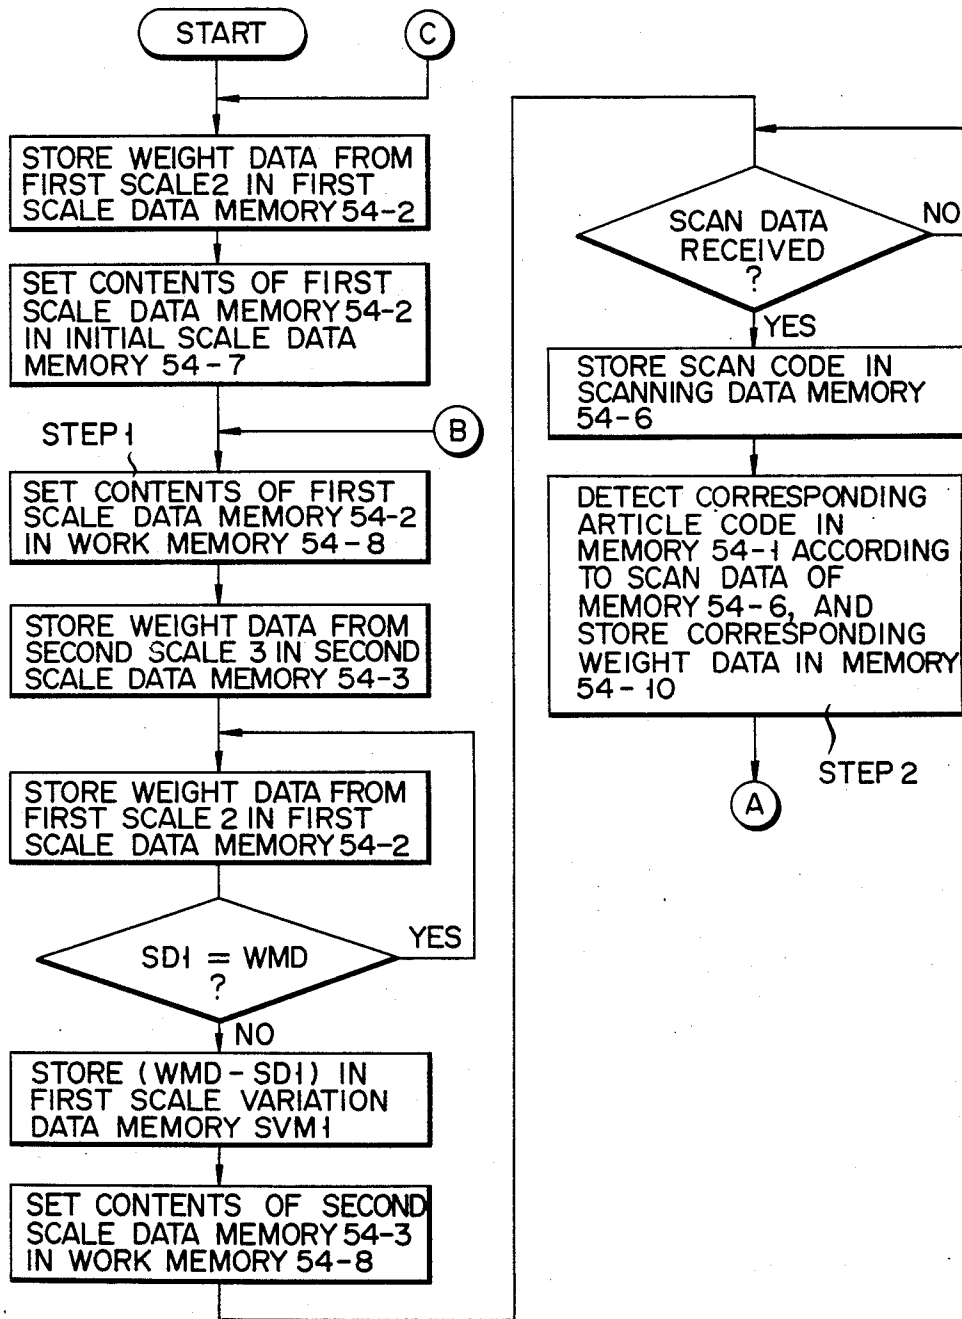 START
C
STORE WEIGHT DATA FROM
FIRST SCALE2 IN FIRST
SCALE DATA MEMORY 54-2
SET CONTENTS OF FIRST
SCALE DATA MEMORY 54-2
IN INITIAL SCALE DATA
MEMORY 54-7
STEP 1
B
SET CONTENTS OF FIRST
SCALE DATA MEMORY 54-2
IN WORK MEMORY 54-8
STORE WEIGHT DATA FROM
SECOND SCALE 3 IN SECOND
SCALE DATA MEMORY 54-3
STORE WEIGHT DATA FROM
FIRST SCALE 2 IN FIRST
SCALE DATA MEMORY 54-2
YES
SD1 = WMD
?
NO
STORE (WMD - SD1) IN
FIRST SCALE VARIATION
DATA MEMORY SVM1
SET CONTENTS OF SECOND
SCALE DATA MEMORY 54-3
IN WORK MEMORY 54-8
SCAN DATA
RECEIVED
?
NO
YES
STORE SCAN CODE IN
SCANNING DATA MEMORY
54-6
DETECT CORRESPONDING
ARTICLE CODE IN
MEMORY 54-1 ACCORDING
TO SCAN DATA OF
MEMORY 54-6, AND
STORE CORRESPONDING
WEIGHT DATA IN MEMORY
54-10
STEP 2
A